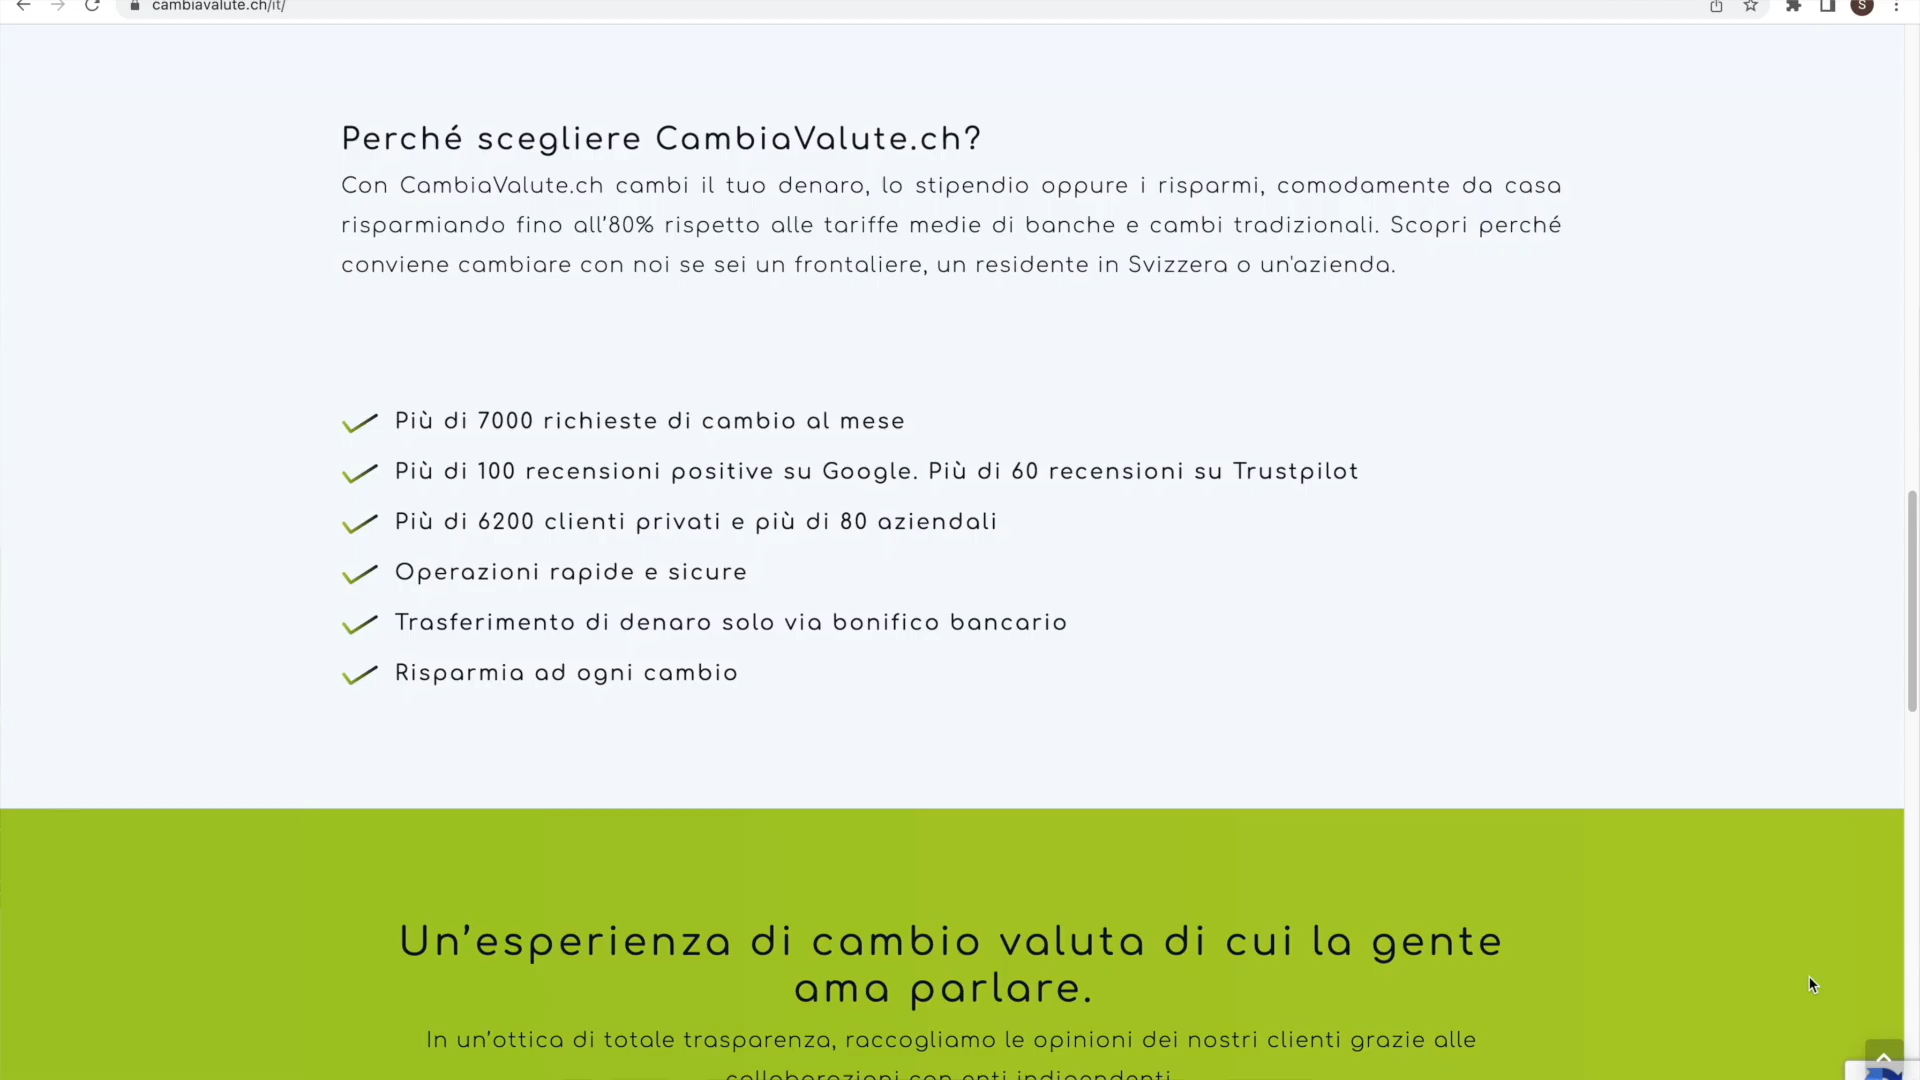 cambiavalute.ch/it/
S
Perché scegliere CambiaValute.ch?
Con CambiaValute.ch cambi il tuo denaro, lo stipendio oppure i risparmi, comodamente da casa
risparmiando fino all’80% rispetto alle tariffe medie di banche e cambi tradizionali. Scopri perché
conviene cambiare con noi se sei un frontaliere, un residente in Svizzera o un'azienda.
Più di 7000 richieste di cambio al mese
Più di 100 recensioni positive su Google. Più di 60 recensioni su Trustpilot
Più di 6200 clienti privati e più di 80 aziendali
Operazioni rapide e sicure
Trasferimento di denaro solo via bonifico bancario
Risparmia ad ogni cambio
Un’esperienza di cambio valuta di cui la gente
ama parlare.
In un’ottica di totale trasparenza, raccogliamo le opinioni dei nostri clienti grazie alle
collaborazioni con enti indipendenti.